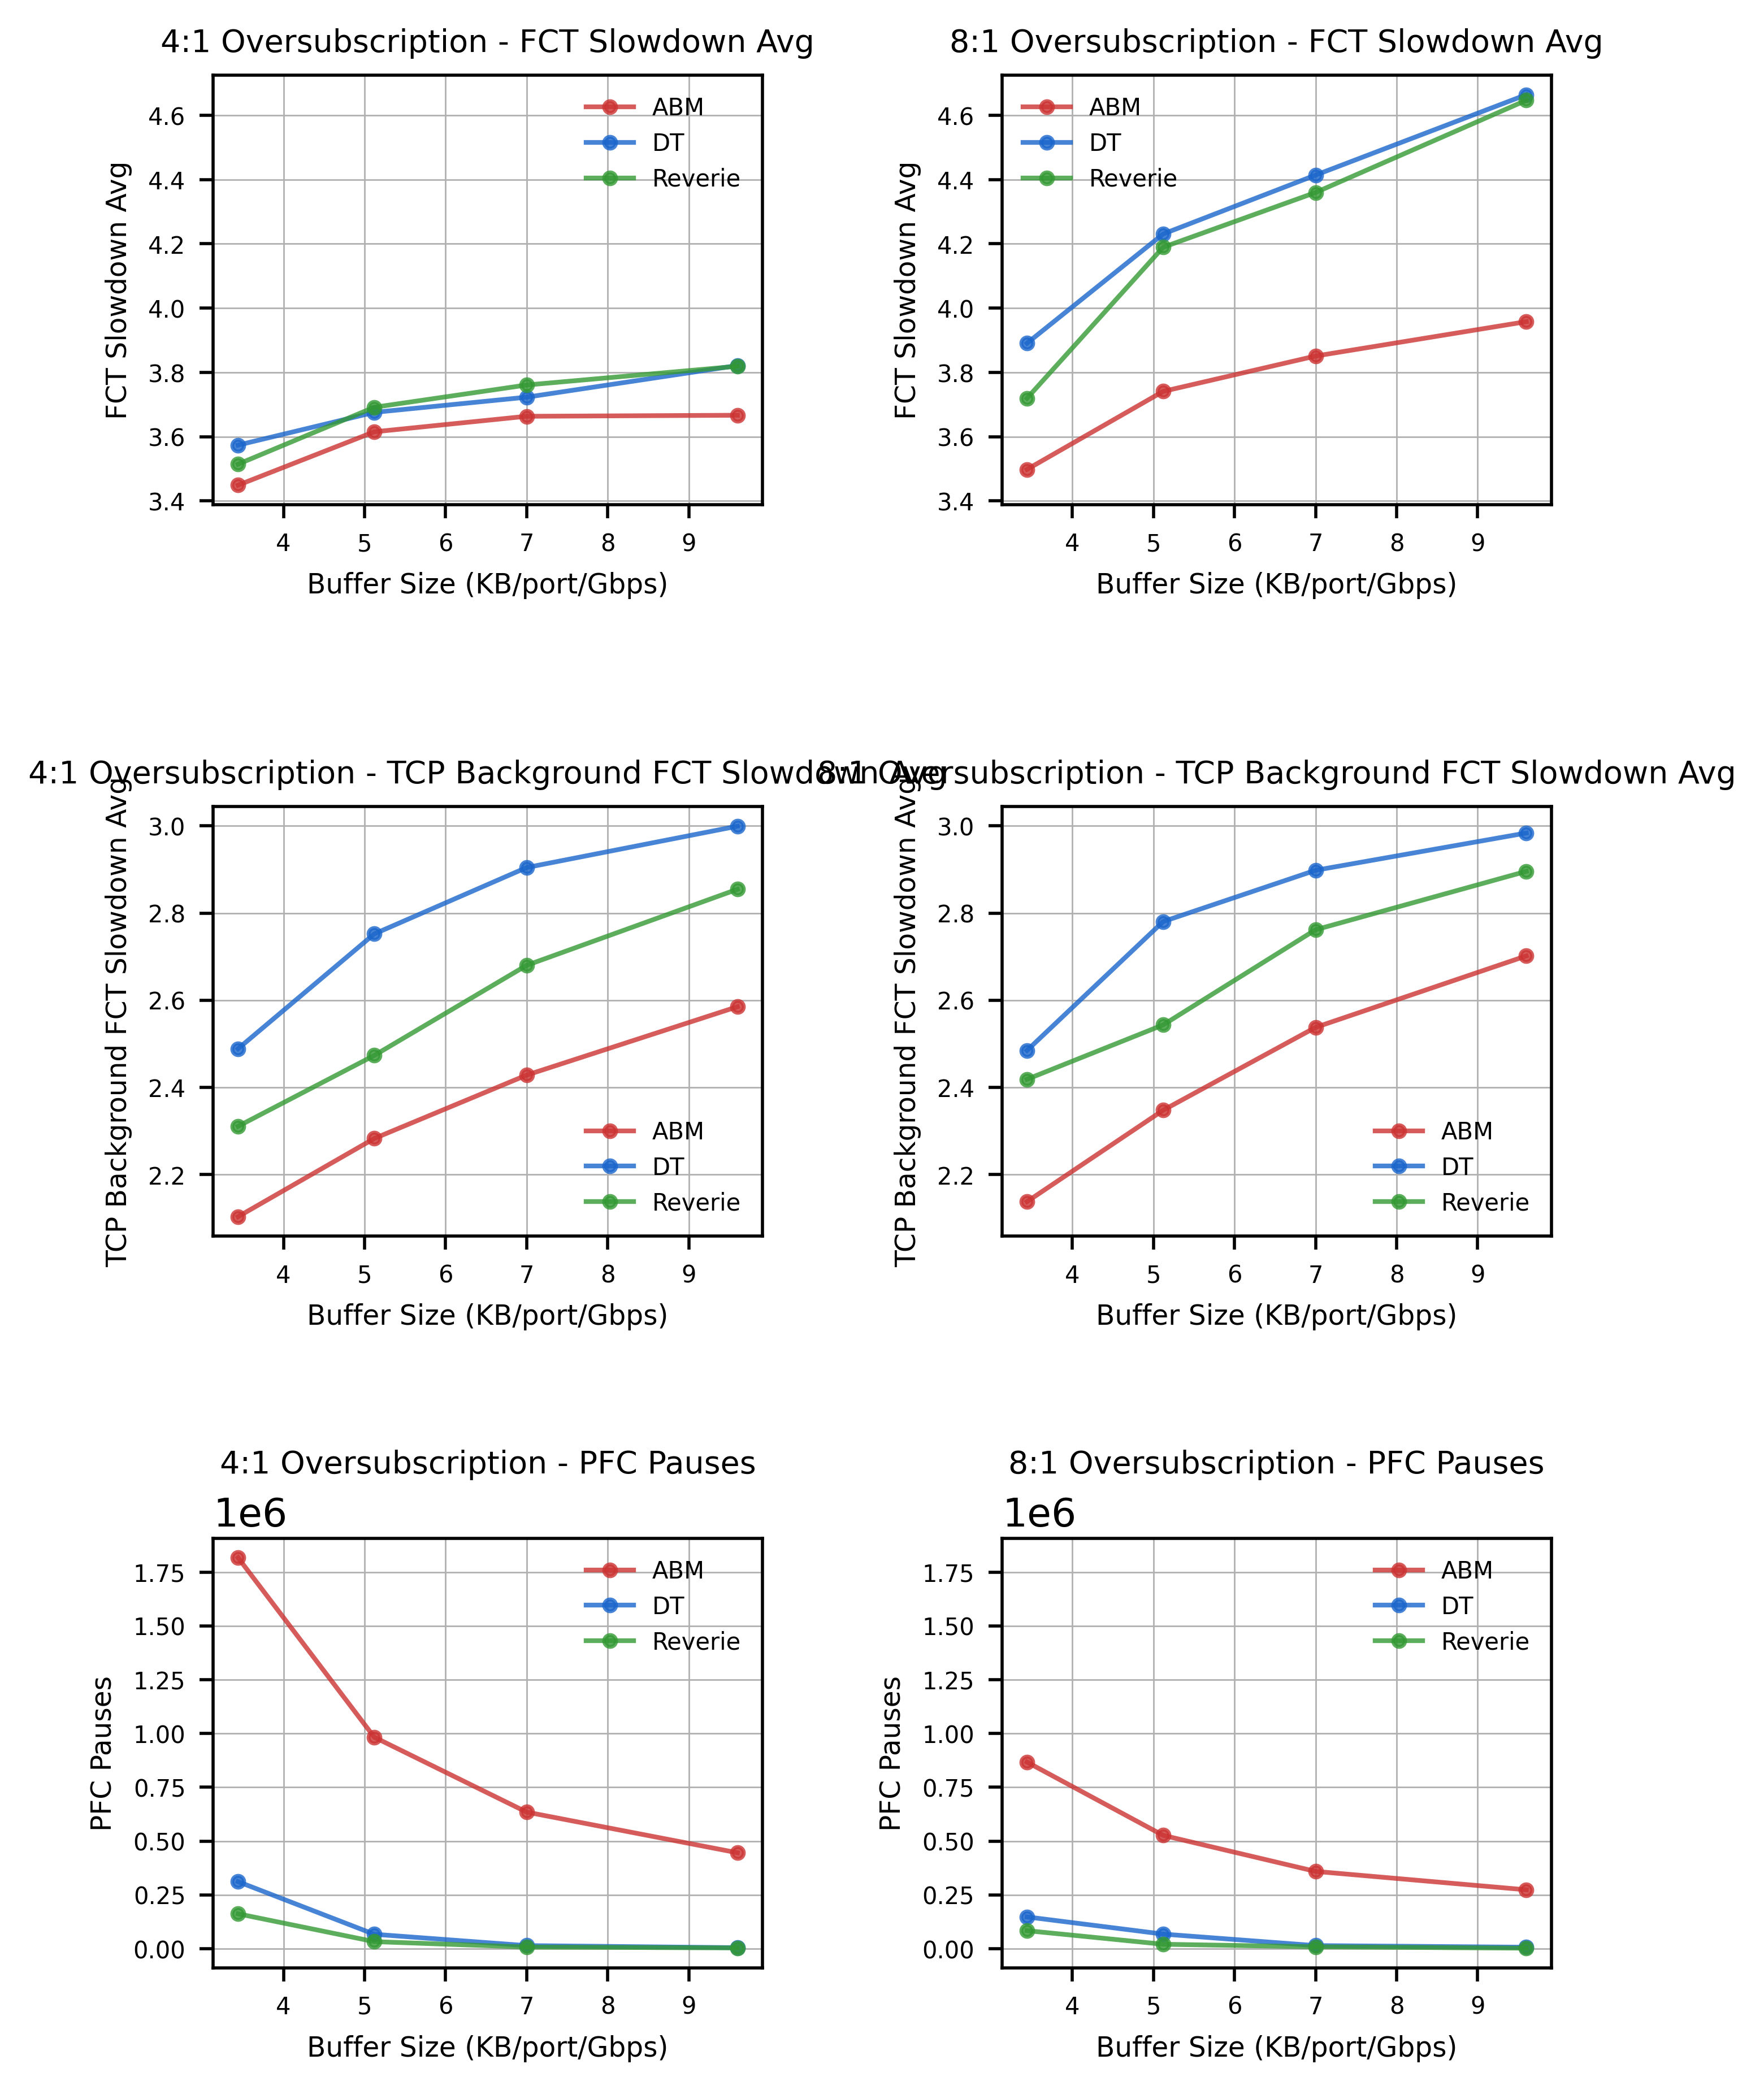 4:1 Oversubscription - FCT Slowdown Avg
FCT Slowdown Avg
4.6
4.4
4.2
4.0
3.8
3.6
3.4
ABM
DT
Reverie
4 5 6 7 8 9
Buffer Size (KB/port/Gbps)
8:1 Oversubscription - FCT Slowdown Avg
FCT Slowdown Avg
4.6
4.4
4.2
4.0
3.8
3.6
3.4
ABM
DT
Reverie
4 5 6 7 8 9
Buffer Size (KB/port/Gbps)
4:1 Oversubscription - TCP Background FCT Slowdown Avg
TCP Background FCT Slowdown Avg
3.0
2.8
2.6
2.4
2.2
ABM
DT
Reverie
4 5 6 7 8 9
Buffer Size (KB/port/Gbps)
8:1 Oversubscription - TCP Background FCT Slowdown Avg
TCP Background FCT Slowdown Avg
3.0
2.8
2.6
2.4
2.2
ABM
DT
Reverie
4 5 6 7 8 9
Buffer Size (KB/port/Gbps)
4:1 Oversubscription - PFC Pauses
1e6
PFC Pauses
1.75
1.50
1.25
1.00
0.75
0.50
0.25
0.00
ABM
DT
Reverie
4 5 6 7 8 9
Buffer Size (KB/port/Gbps)
8:1 Oversubscription - PFC Pauses
1e6
PFC Pauses
1.75
1.50
1.25
1.00
0.75
0.50
0.25
0.00
ABM
DT
Reverie
4 5 6 7 8 9
Buffer Size (KB/port/Gbps)